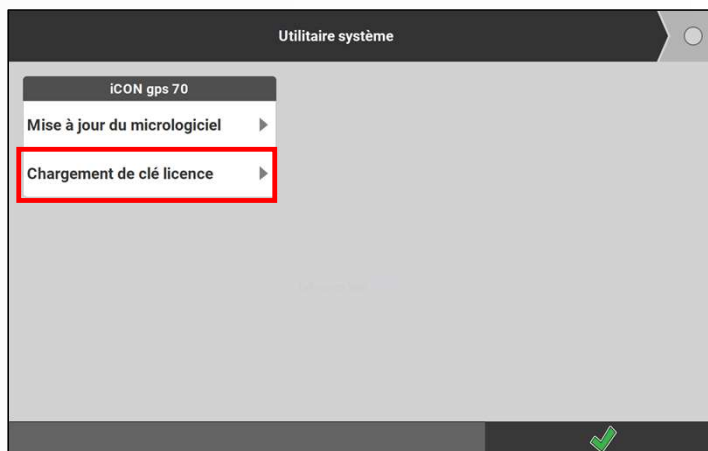 Utilitaire système
iCON gps 70
Mise à jour du micrologiciel
Chargement de clé licence